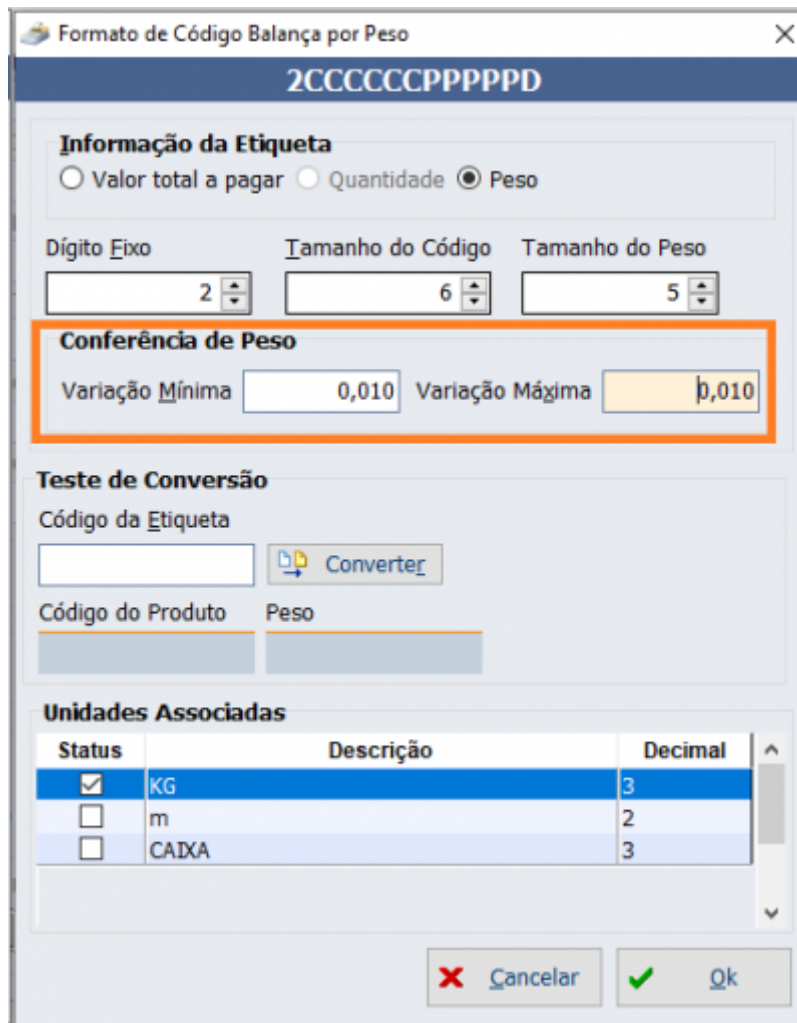 Formato de Código Balança por Peso
2CCCCCCPPPPPD
Informação da Etiqueta
Valor total a pagar Quantidade Peso
Dígito Fixo Tamanho do Código Tamanho do Peso
2 6 5
Conferência de Peso
Variação Mínima 0,010 Variação Máxima 0,010
Teste de Conversão
Código da Etiqueta
Converter
Código do Produto Peso
Unidades Associadas
Status Descrição Decimal
KG 3
m 2
CAIXA 3
Cancelar Ok